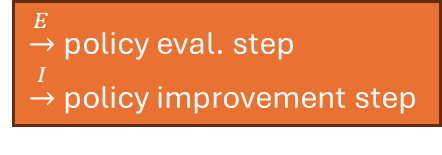 E
→ policy eval. step
I
→ policy improvement step